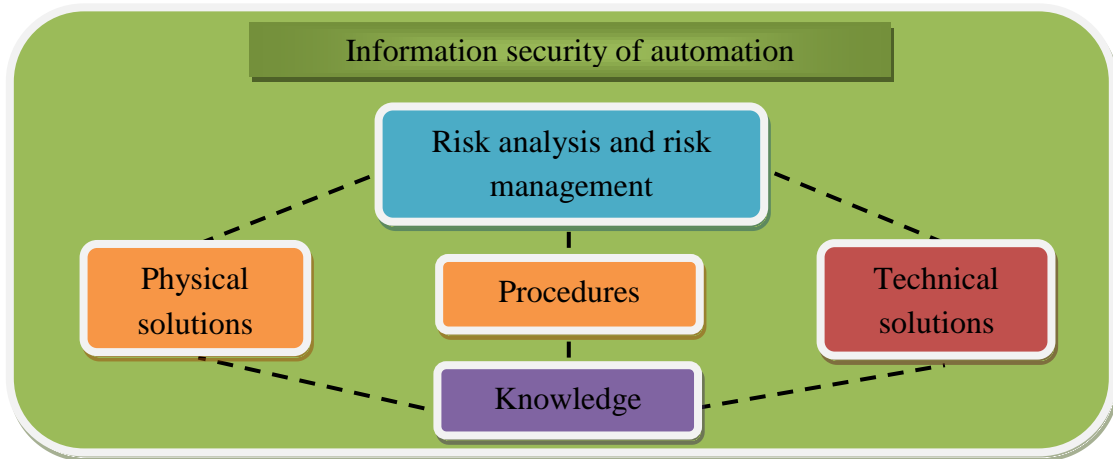 Information security of automation
Risk analysis and risk
management
Physical
solutions
Procedures
Technical
solutions
Knowledge